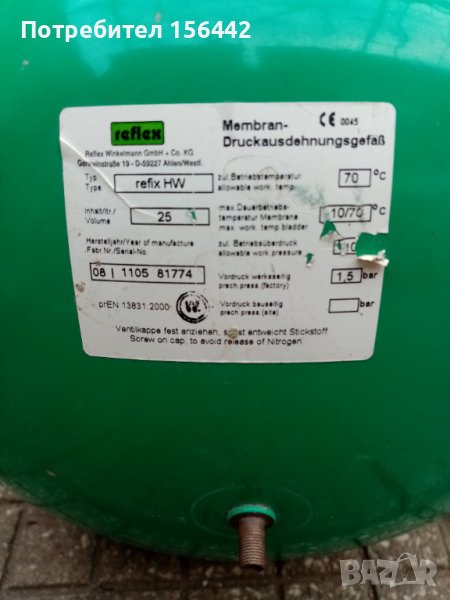 Потребител 156442
reflex
Reflex Winkelmann GmbH + Co. KG
Gersteinstraße 19 - D-59227 Ahlen/Westf.
Membran-
Druckausdehnungsgefäß
CE 0045
Typ
Type
refix HW
Inhalt/ltr./
Volume
25
Herstelljahr/Year of manufacture
Fabr.Nr./Serial-No
08 J 1105 81774
prEN 13831:2000
zul. Betriebstemperatur
allowable work. temp.
70 °C
max. Dauerbetriebs-
temperatur Membrane
max. work. temp. bladder
-10/70 °C
zul. Betriebsüberdruck
allowable work pressure
Vordruck werkseitig
prech.press.(factory)
1,5 bar
Vordruck bauseitig
prech.press.(site)
bar
Ventilkappe fest anziehen, sonst entweicht Stickstoff
Screw on cap, to avoid release of Nitrogen.
BAZAR